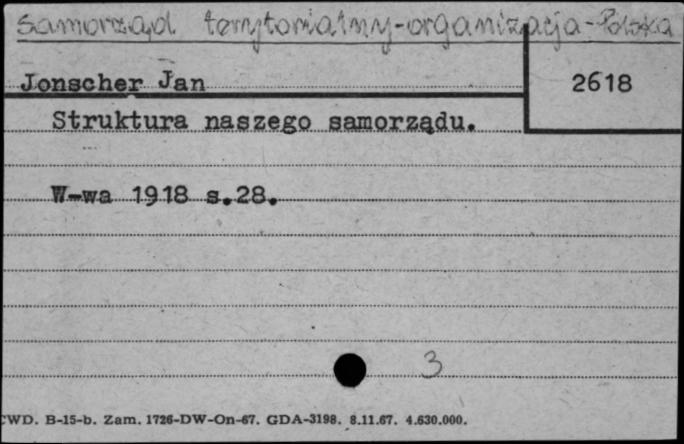 samorząd terytorialny-organizacja-Polska
Jonscher Jan
2618
Struktura naszego samorządu.
W-wa 1918 s.28.
3
CWD. B-15-b. Zam. 1726-DW-On-67. GDA-3198. 8.11.67. 4.630.000.